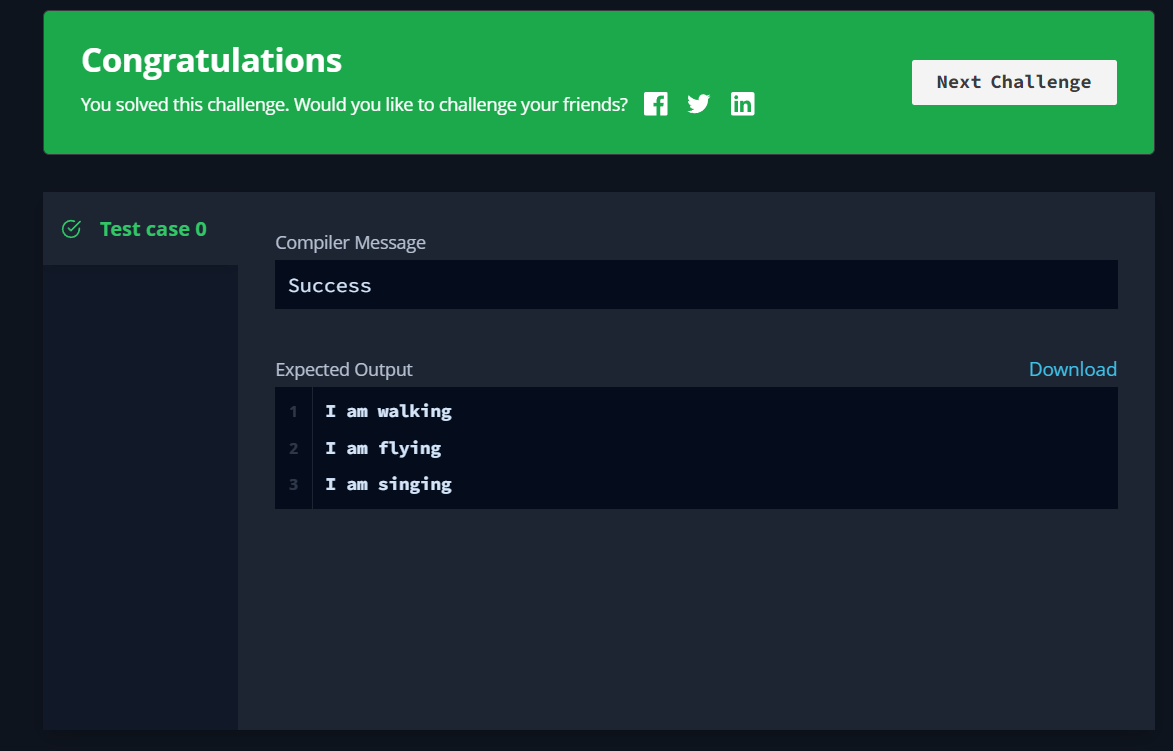 Congratulations
You solved this challenge. Would you like to challenge your friends?
Next Challenge
Test case 0
Compiler Message
Success
Expected Output
Download
1 I am walking
2 I am flying
3 I am singing